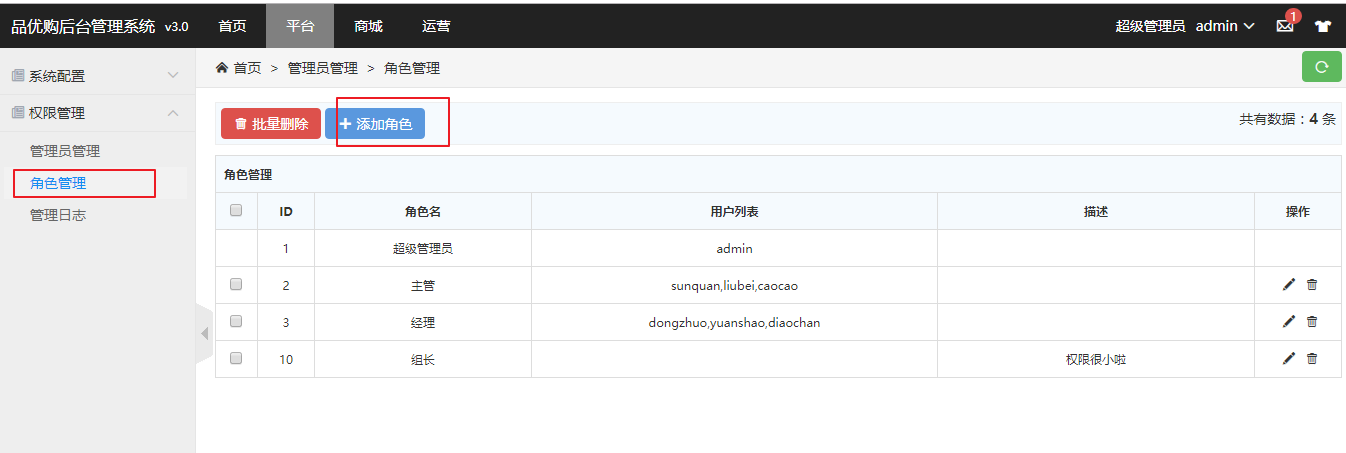 品优购后台管理系统 v3.0 首页 平台 商城 运营 超级管理员 admin 1
系统配置
权限管理
管理员管理
角色管理
管理日志
首页 > 管理员管理 > 角色管理
批量删除 添加角色 共有数据：4 条
角色管理
ID 角色名 用户列表 描述 操作
1 超级管理员 admin
2 主管 sunquan,liubei,caocao
3 经理 dongzhuo,yuanshao,diaochan
10 组长 权限很小啦